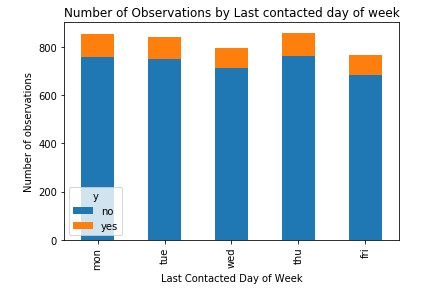 Number of Observations by Last contacted day of week
Number of observations
800
600
400
200
0
y
no
yes
mon
tue
wed
thu
fri
Last Contacted Day of Week